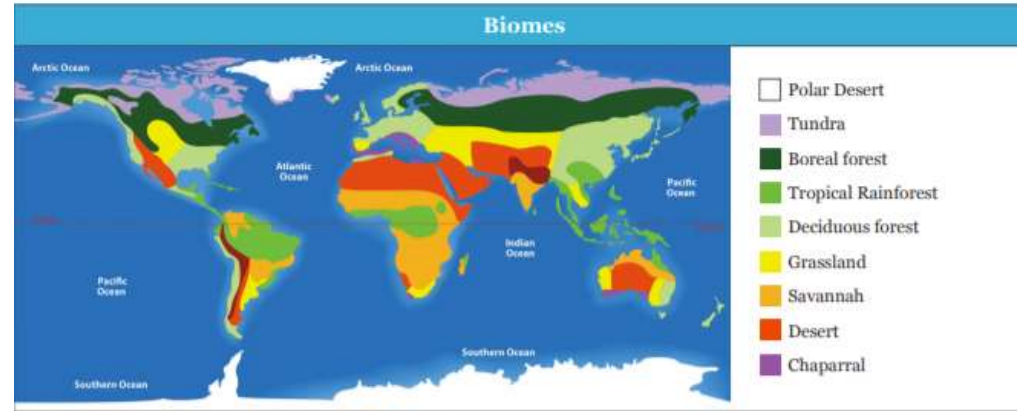 Biomes
Arctic Ocean
Arctic Ocean
Atlantic
Ocean
Pacific
Ocean
Indian
Ocean
Pacific
Ocean
Southern Ocean
Southern Ocean
Polar Desert
Tundra
Boreal forest
Tropical Rainforest
Deciduous forest
Grassland
Savannah
Desert
Chaparral